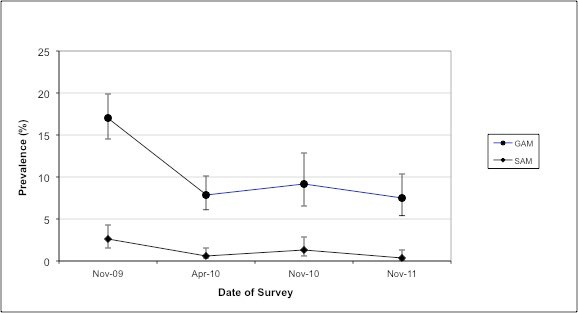 25
20
15
10
5
0
Prevalence (%)
Nov-09 Apr-10 Nov-10 Nov-11
Date of Survey
GAM
SAM